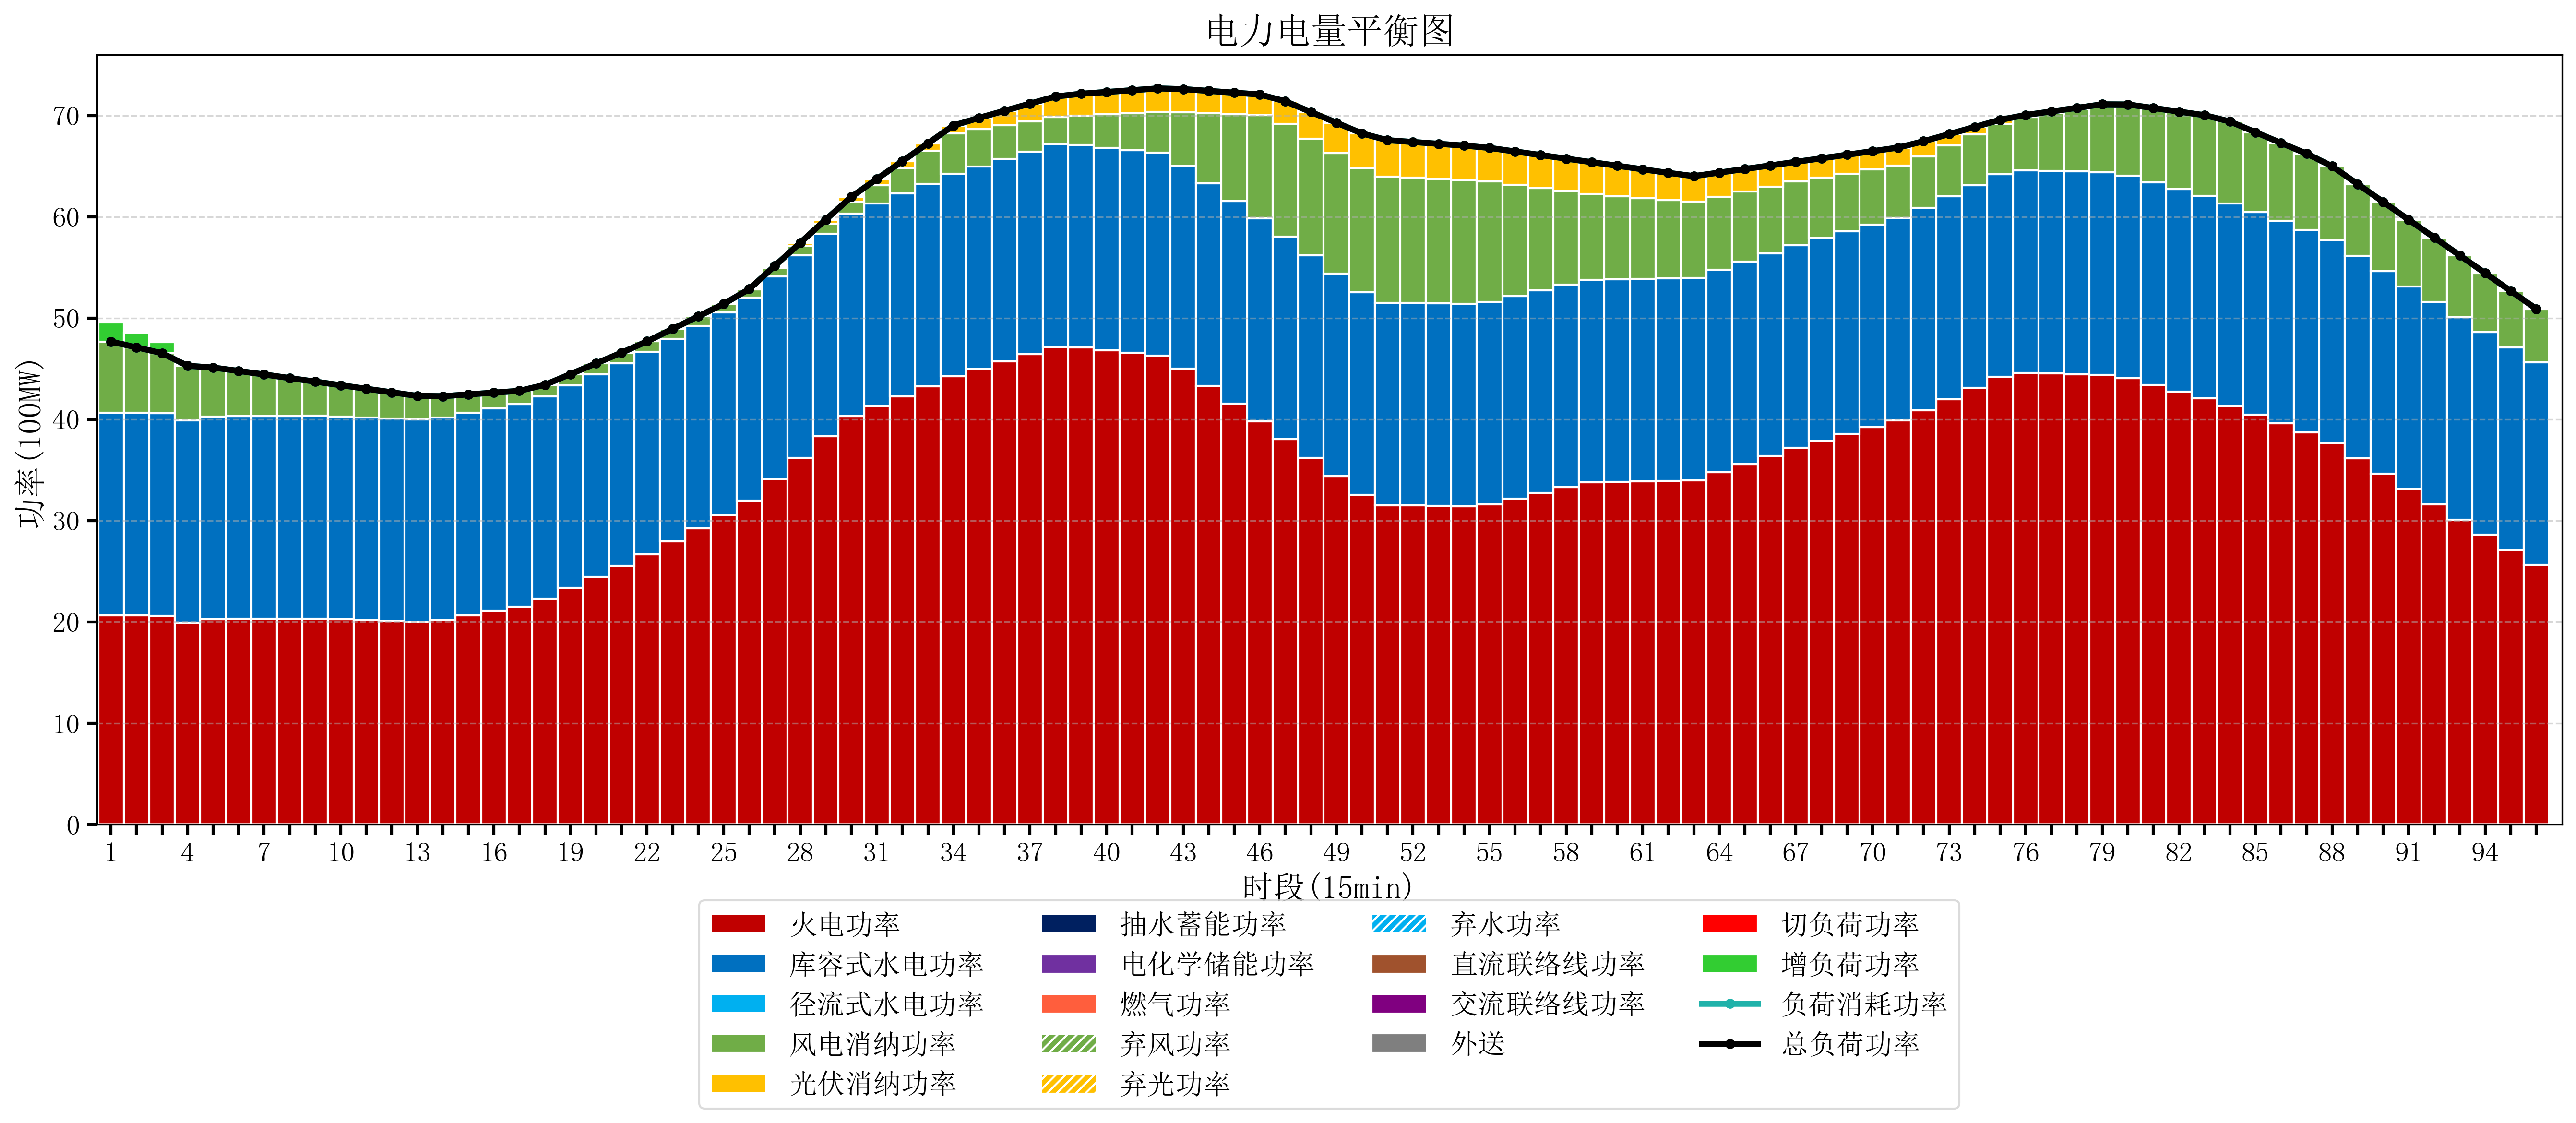 电力电量平衡图
功率(100MW)
70
60
50
40
30
20
10
0
1 4 7 10 13 16 19 22 25 28 31 34 37 40 43 46 49 52 55 58 61 64 67 70 73 76 79 82 85 88 91 94
时段(15min)
火电功率
库容式水电功率
径流式水电功率
风电消纳功率
光伏消纳功率
抽水蓄能功率
电化学储能功率
燃气功率
弃风功率
弃光功率
弃水功率
直流联络线功率
交流联络线功率
外送
切负荷功率
增负荷功率
负荷消耗功率
总负荷功率